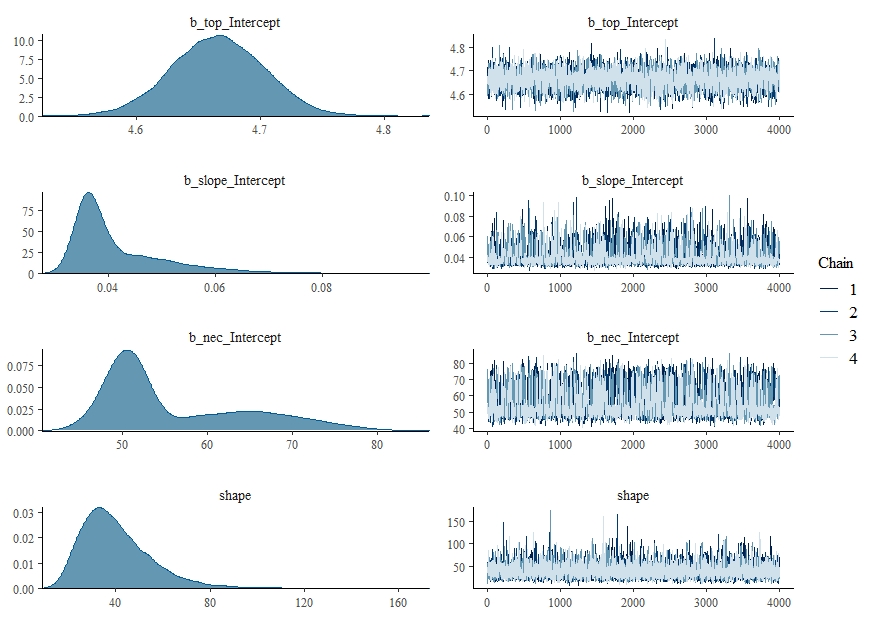 b_top_Intercept
10.0
7.5
5.0
2.5
0.0
4.6 4.7 4.8
b_top_Intercept
4.8
4.7
4.6
0 1000 2000 3000 4000
b_slope_Intercept
75
50
25
0
0.04 0.06 0.08
b_slope_Intercept
0.10
0.08
0.06
0.04
0 1000 2000 3000 4000
b_nec_Intercept
0.075
0.050
0.025
0.000
50 60 70 80
b_nec_Intercept
80
70
60
50
40
0 1000 2000 3000 4000
shape
0.03
0.02
0.01
0.00
40 80 120 160
shape
150
100
50
0 1000 2000 3000 4000
Chain
1
2
3
4